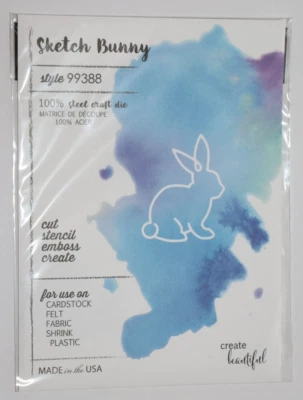 Sketch Bunny
style 99388
100% steel craft die
MATRICE DE DÉCOUPE
100% ACIER
cut
stencil
emboss
create
for use on
CARDSTOCK
FELT
FABRIC
SHRINK
PLASTIC
MADE in the USA
create
beautiful